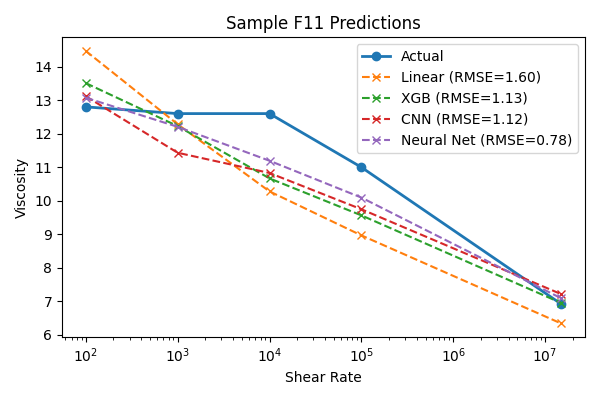 Sample F11 Predictions
Viscosity
14
13
12
11
10
9
8
7
6
Actual
Linear (RMSE=1.60)
XGB (RMSE=1.13)
CNN (RMSE=1.12)
Neural Net (RMSE=0.78)
10² 10³ 10⁴ 10⁵ 10⁶ 10⁷
Shear Rate